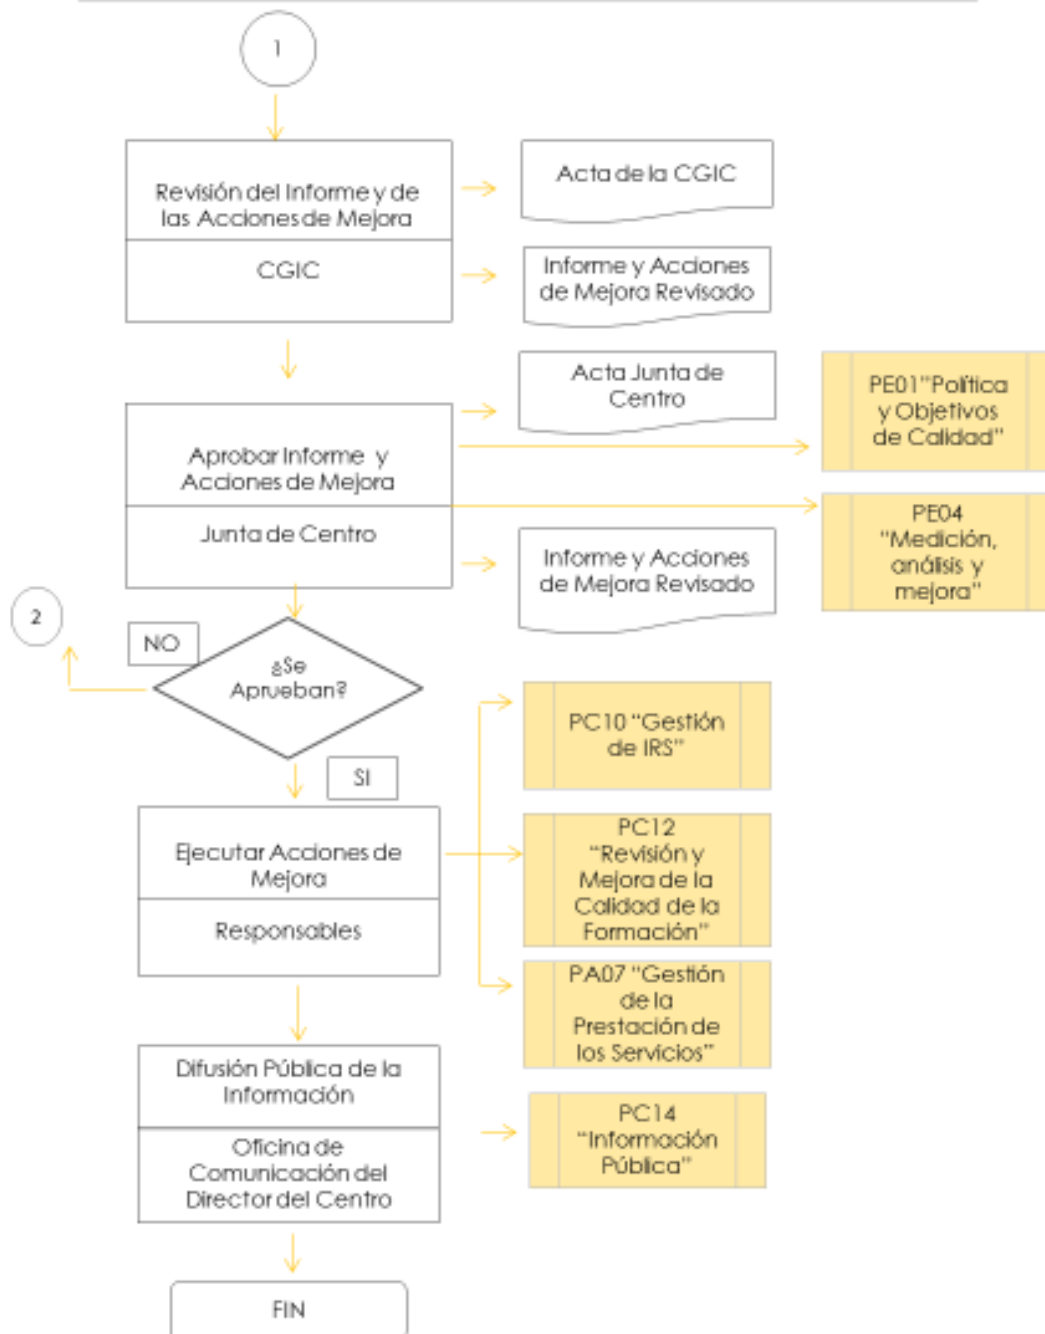 1
Revisión del Informe y de
las Acciones de Mejora
CGIC
Acta de la CGIC
Informe y Acciones
de Mejora Revisado
Acta Junta de
Centro
PE01"Política
y Objetivos
de Calidad"
Aprobar Informe y
Acciones de Mejora
Junta de Centro
PE04
"Medición,
análisis y
mejora"
Informe y Acciones
de Mejora Revisado
2
NO
¿Se
Aprueban?
SI
PC10 "Gestión
de IRS"
Ejecutar Acciones de
Mejora
Responsables
PC12
"Revisión y
Mejora de la
Calidad de la
Formación"
PA07 "Gestión
de la
Prestación de
los Servicios"
Difusión Pública de la
Información
Oficina de
Comunicación del
Director del Centro
PC14
"Información
Pública"
FIN